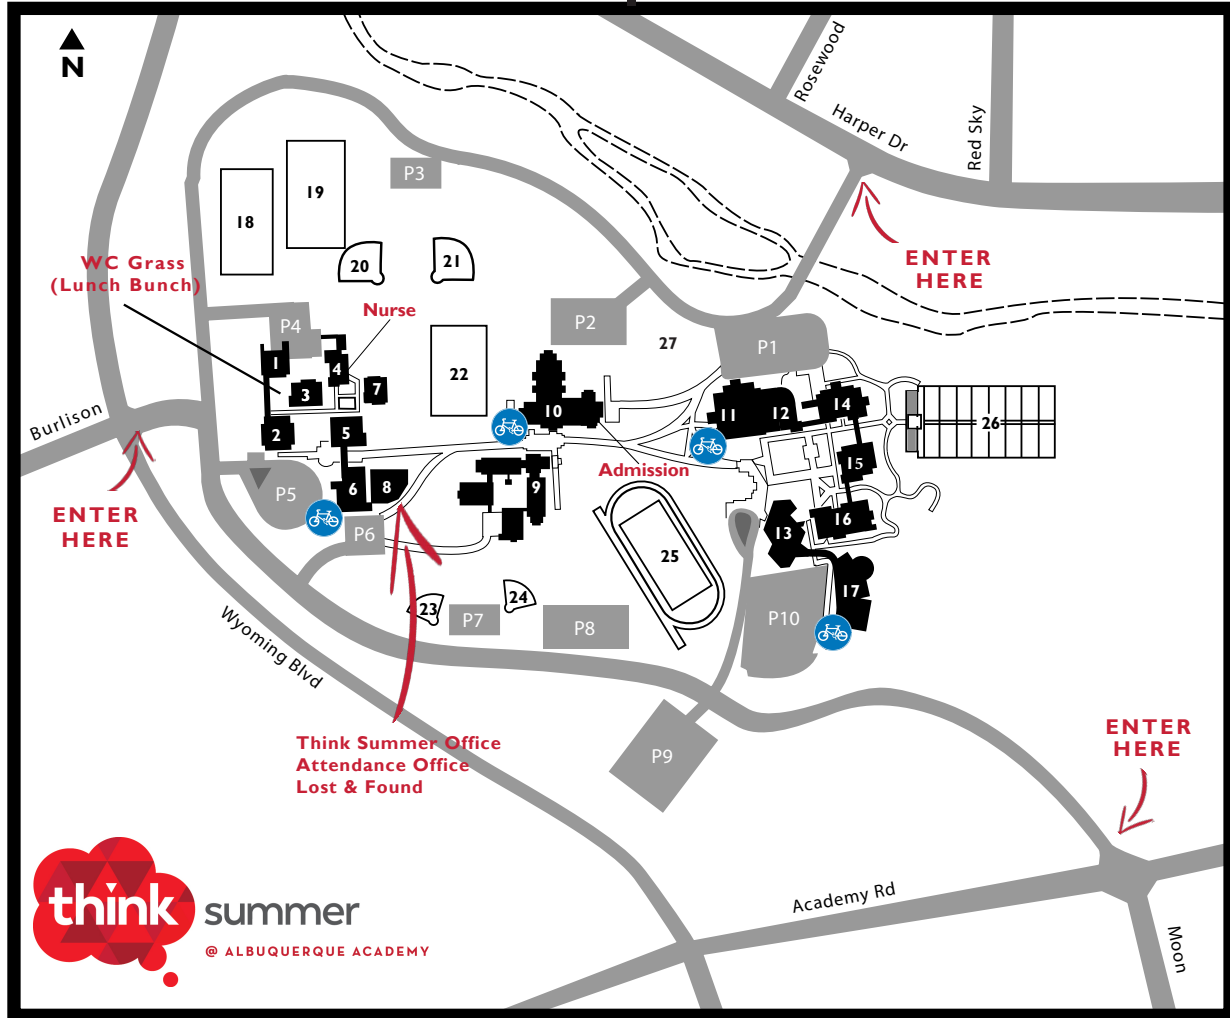 N
Rosewood
Harper Dr
Red Sky
ENTER
HERE
P3
19
18
20
21
WC Grass
(Lunch Bunch)
Nurse
P4
P2
27
P1
1
4
3
7
22
2
5
10
11
12
14
26
15
Burlison
Admission
P5
6
8
9
16
13
ENTER
HERE
P6
25
17
23
24
P7
P8
P10
Wyoming Blvd
Think Summer Office
Attendance Office
Lost & Found
P9
ENTER
HERE
Academy Rd
Moon
think summer
@ ALBUQUERQUE ACADEMY